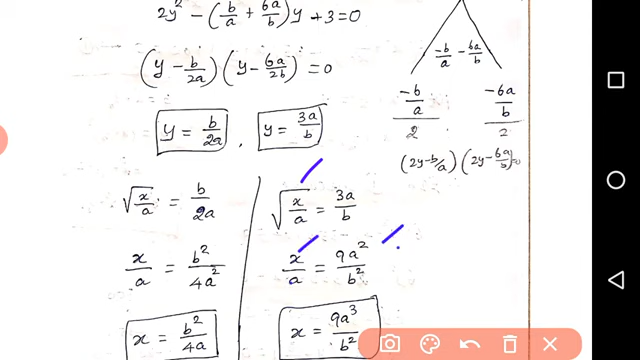 2y² − (b/a + 6a/b) y + 3 = 0
−b/a −6a/b
(y − b/2a) (y − 6a/2b) = 0
−b/a/2 −6a/b/2
y = b/2a , y = 3a/b
(2y − b/a) (2y − 6a/b) = 0
√(x/a) = b/2a
√(x/a) = 3a/b
x/a = b²/4a²
x/a = 9a²/b²
x = b²/4a
x = 9a³/b²